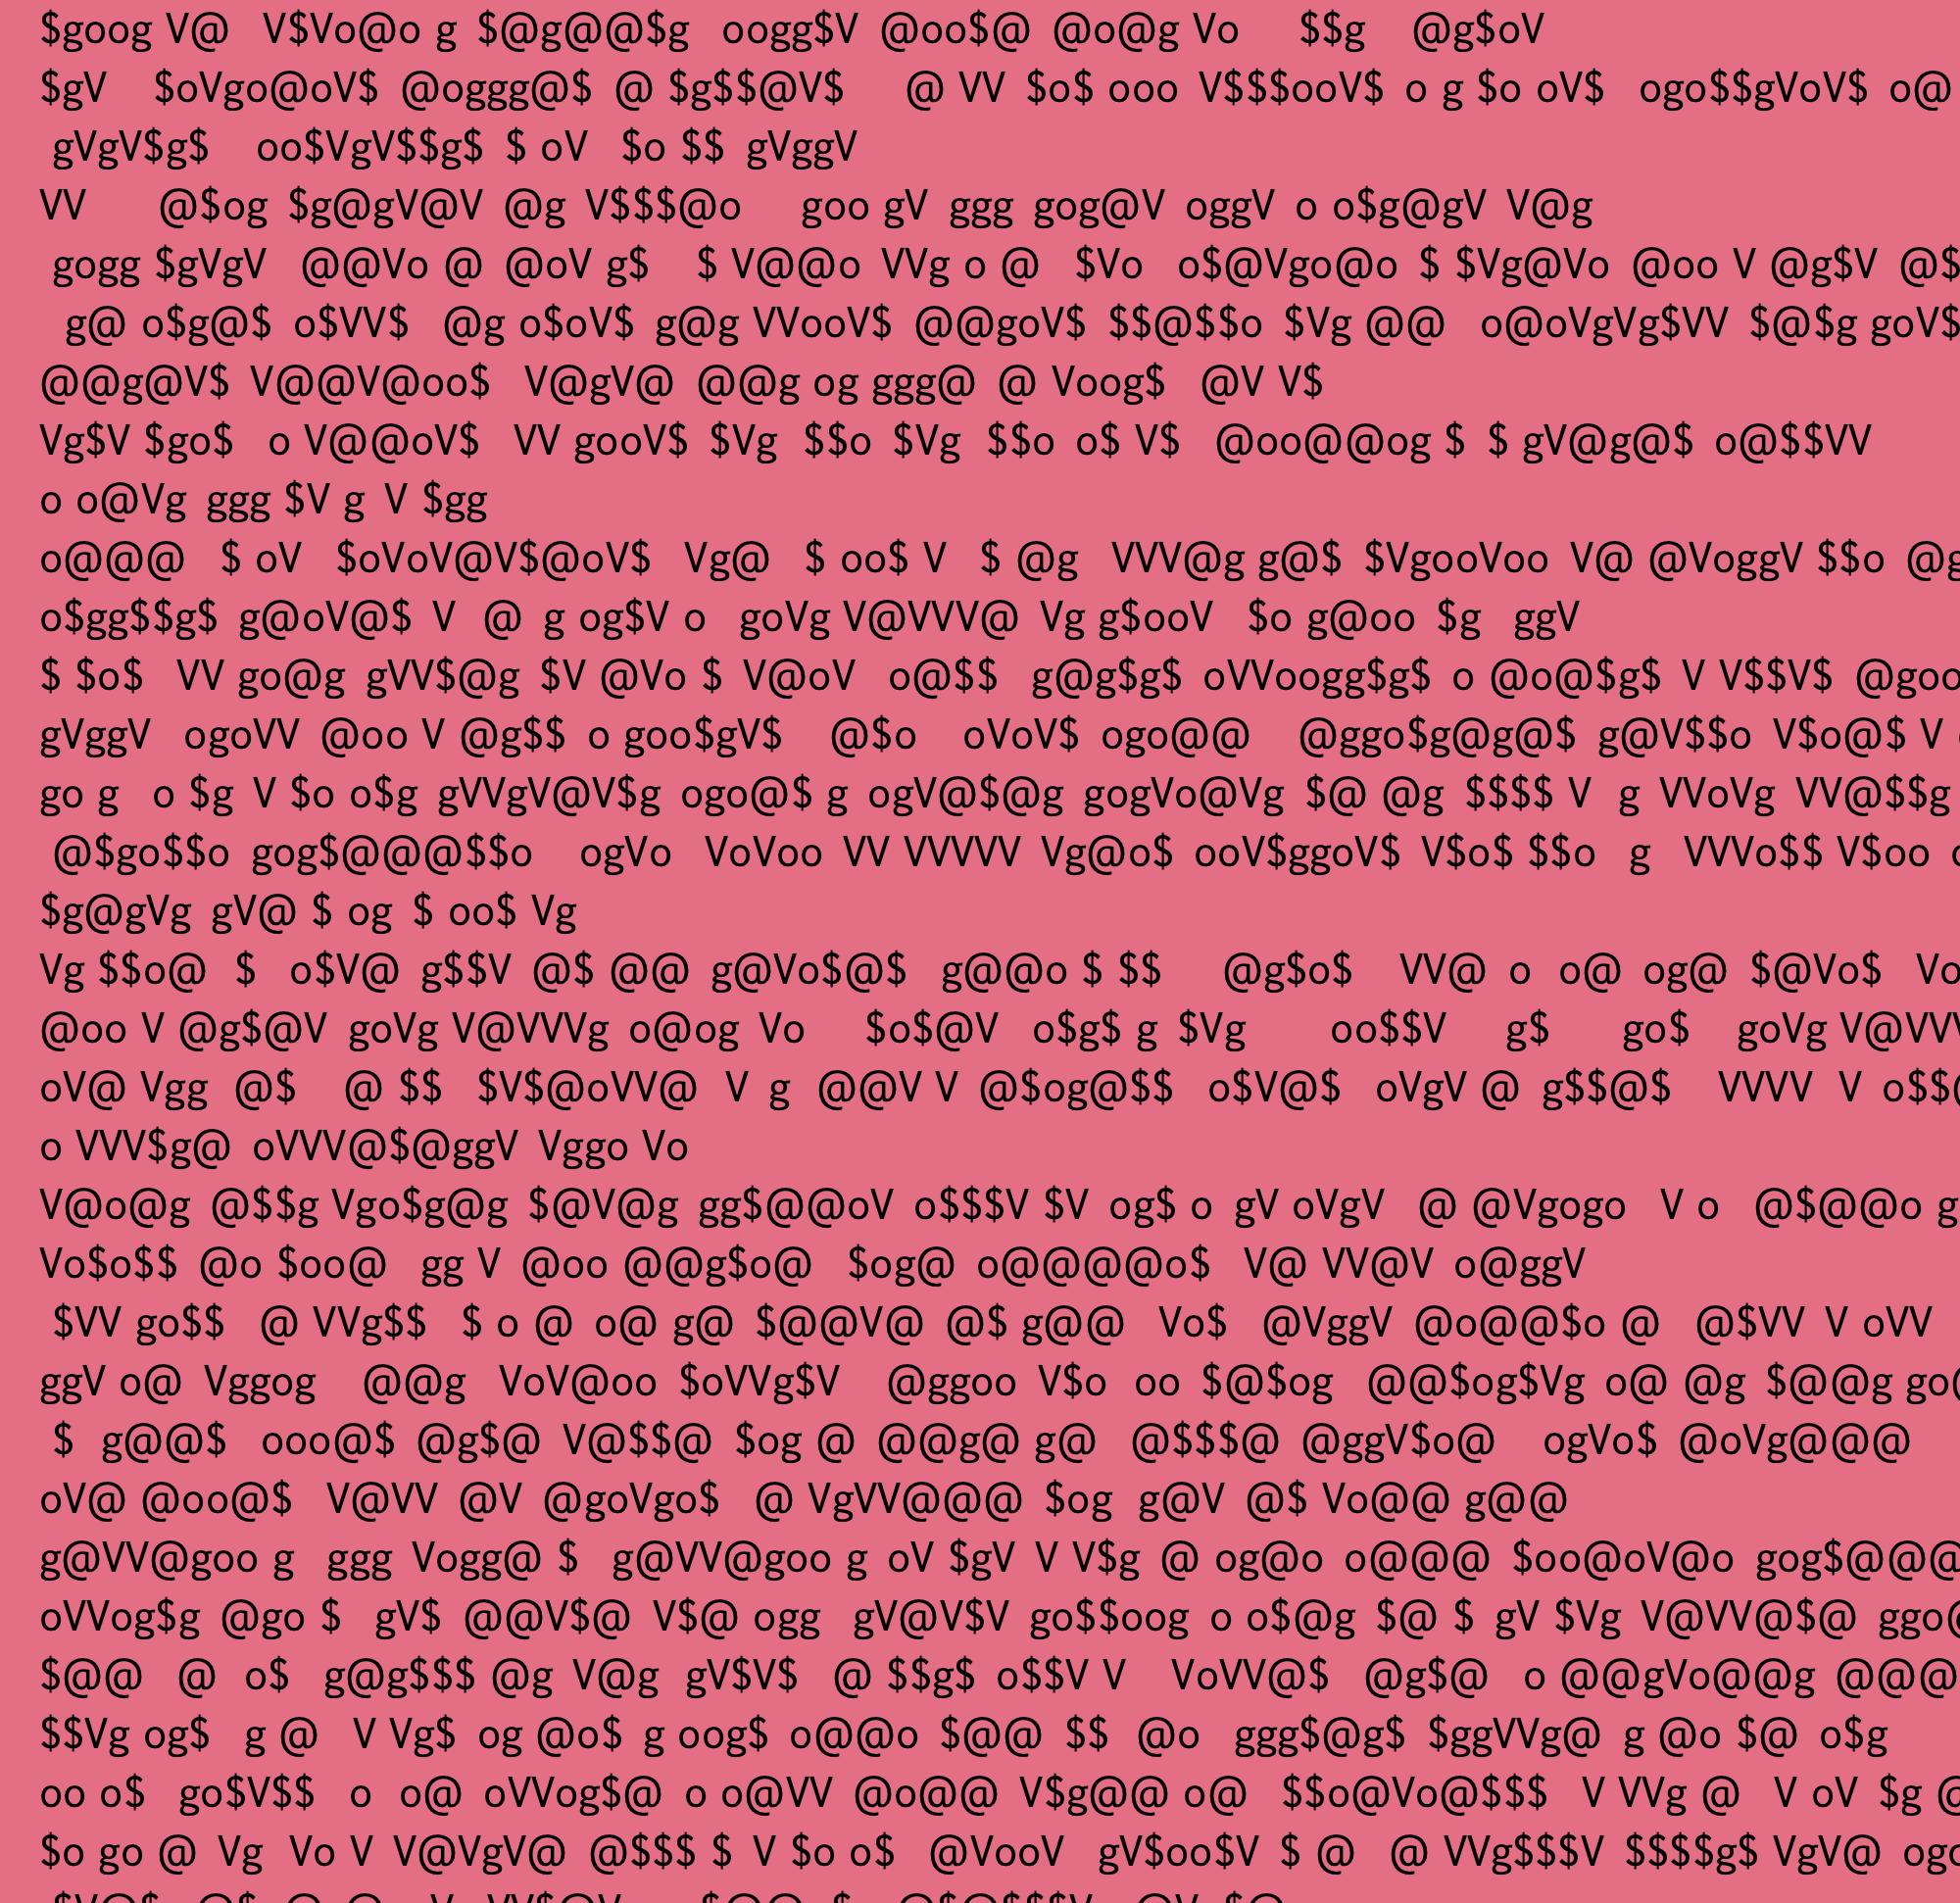 $goog V@   V$Vo@o g  $@g@@$g   oogg$V  @oo$@  @o@g Vo     $$g    @g$oV
$gV    $oVgo@oV$  @oggg@$  @ $g$$@V$     @ VV  $o$ ooo  V$$$ooV$  o g $o oV$   ogo$$gVoV$  o@
 gVgV$g$    oo$VgV$$g$  $ oV   $o $$  gVggV
VV      @$og  $g@gV@V  @g  V$$$@o     goo gV  ggg  gog@V  oggV  o o$g@gV  V@g
 gogg $gVgV   @@Vo @  @oV g$    $ V@@o  VVg o @   $Vo   o$@Vgo@o  $ $Vg@Vo  @oo V @g$V  @$
  g@ o$g@$  o$VV$   @g o$oV$  g@g VVooV$  @@goV$  $$@$$o  $Vg @@   o@oVgVg$VV  $@$g goV$
@@g@V$  V@@V@oo$   V@gV@  @@g og ggg@  @ Voog$   @V V$
Vg$V $go$   o V@@oV$   VV gooV$  $Vg  $$o  $Vg  $$o  o$ V$   @oo@@og $  $ gV@g@$  o@$$VV
o o@Vg  ggg $V g  V $gg
o@@@   $ oV   $oVoV@V$@oV$   Vg@   $ oo$ V   $ @g   VVV@g g@$  $VgooVoo  V@ @VoggV $$o  @g
o$gg$$g$  g@oV@$  V  @  g og$V o   goVg V@VVV@  Vg g$ooV   $o g@oo  $g   ggV
$ $o$   VV go@g  gVV$@g  $V @Vo $  V@oV   o@$$   g@g$g$  oVVoogg$g$  o @o@$g$  V V$$V$  @goo
gVggV   ogoVV  @oo V @g$$  o goo$gV$    @$o    oVoV$  ogo@@    @ggo$g@g@$  g@V$$o  V$o@$ V
go g   o $g  V $o o$g  gVVgV@V$g  ogo@$ g  ogV@$@g  gogVo@Vg  $@ @g  $$$$ V  g  VVoVg  VV@$$g
 @$go$$o  gog$@@@$$o    ogVo   VoVoo  VV VVVVV  Vg@o$  ooV$ggoV$  V$o$ $$o   g   VVVo$$ V$oo
$g@gVg  gV@ $ og  $ oo$ Vg
Vg $$o@  $   o$V@  g$$V  @$ @@  g@Vo$@$   g@@o $ $$     @g$o$    VV@  o  o@  og@  $@Vo$   Vo
@oo V @g$@V  goVg V@VVVg  o@og  Vo     $o$@V   o$g$ g  $Vg       oo$$V     g$      go$    goVg V@VVV
oV@ Vgg  @$    @ $$   $V$@oVV@  V  g  @@V V  @$og@$$   o$V@$   oVgV @  g$$@$    VVVV  V  o$$@
o VVV$g@  oVVV@$@ggV  Vggo Vo
V@o@g  @$$g Vgo$g@g  $@V@g  gg$@@oV  o$$$V $V  og$ o  gV oVgV   @ @Vgogo   V o   @$@@o g
Vo$o$$  @o $oo@   gg V  @oo @@g$o@   $og@  o@@@@o$   V@ VV@V  o@ggV
 $VV go$$   @ VVg$$   $ o @  o@ g@  $@@V@  @$ g@@   Vo$   @VggV  @o@@$o @   @$VV  V oVV
ggV o@  Vggog    @@g   VoV@oo  $oVVg$V    @ggoo  V$o  oo  $@$og   @@$og$Vg  o@ @g  $@@g go@
 $  g@@$   ooo@$  @g$@  V@$$@  $og @  @@g@ g@   @$$$@  @ggV$o@    ogVo$  @oVg@@@
oV@ @oo@$   V@VV  @V  @goVgo$   @ VgVV@@@  $og  g@V  @$ Vo@@ g@@
g@VV@goo g   ggg  Vogg@ $   g@VV@goo g  oV $gV  V V$g  @ og@o  o@@@  $oo@oV@o  gog$@@@
oVVog$g  @go $   gV$  @@V$@  V$@ ogg   gV@V$V  go$$oog  o o$@g  $@ $  gV $Vg  V@VV@$@  ggo@
$@@   @  o$   g@g$$$ @g  V@g  gV$V$   @ $$g$  o$$V V    VoVV@$   @g$@   o @@gVo@@g  @@@
$$Vg og$   g @   V Vg$  og @o$  g oog$  o@@o  $@@  $$  @o   ggg$@g$  $ggVVg@  g @o $@  o$g
oo o$   go$V$$   o  o@  oVVog$@  o o@VV  @o@@  V$g@@ o@   $$o@Vo@$$$   V VVg @   V oV  $g
$o go @  Vg  Vo V  V@VgV@  @$$$ $  V $o o$   @VooV   gV$oo$V  $ @   @ VVg$$$V  $$$$g$ VgV@  ogo